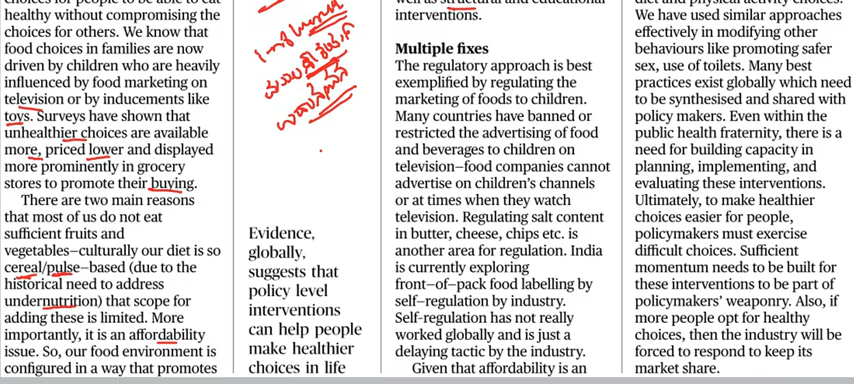 choices for people to be able to eat
healthy without compromising the
choices for others. We know that
food choices in families are now
driven by children who are heavily
influenced by food marketing on
television or by inducements like
toys. Surveys have shown that
unhealthier choices are available
more, priced lower and displayed
more prominently in grocery
stores to promote their buying.
There are two main reasons
that most of us do not eat
sufficient fruits and
vegetables—culturally our diet is so
cereal/pulse—based (due to the
historical need to address
undernutrition) that scope for
adding these is limited. More
importantly, it is an affordability
issue. So, our food environment is
configured in a way that promotes
Evidence,
globally,
suggests that
policy level
interventions
can help people
make healthier
choices in life
well as structural and educational
interventions.
Multiple fixes
The regulatory approach is best
exemplified by regulating the
marketing of foods to children.
Many countries have banned or
restricted the advertising of food
and beverages to children on
television—food companies cannot
advertise on children's channels
or at times when they watch
television. Regulating salt content
in butter, cheese, chips etc. is
another area for regulation. India
is currently exploring
front—of—pack food labelling by
self—regulation by industry.
Self-regulation has not really
worked globally and is just a
delaying tactic by the industry.
Given that affordability is an
diet and physical activity choices.
We have used similar approaches
effectively in modifying other
behaviours like promoting safer
sex, use of toilets. Many best
practices exist globally which need
to be synthesised and shared with
policy makers. Even within the
public health fraternity, there is a
need for building capacity in
planning, implementing, and
evaluating these interventions.
Ultimately, to make healthier
choices easier for people,
policymakers must exercise
difficult choices. Sufficient
momentum needs to be built for
these interventions to be part of
policymakers' weaponry. Also, if
more people opt for healthy
choices, then the industry will be
forced to respond to keep its
market share.